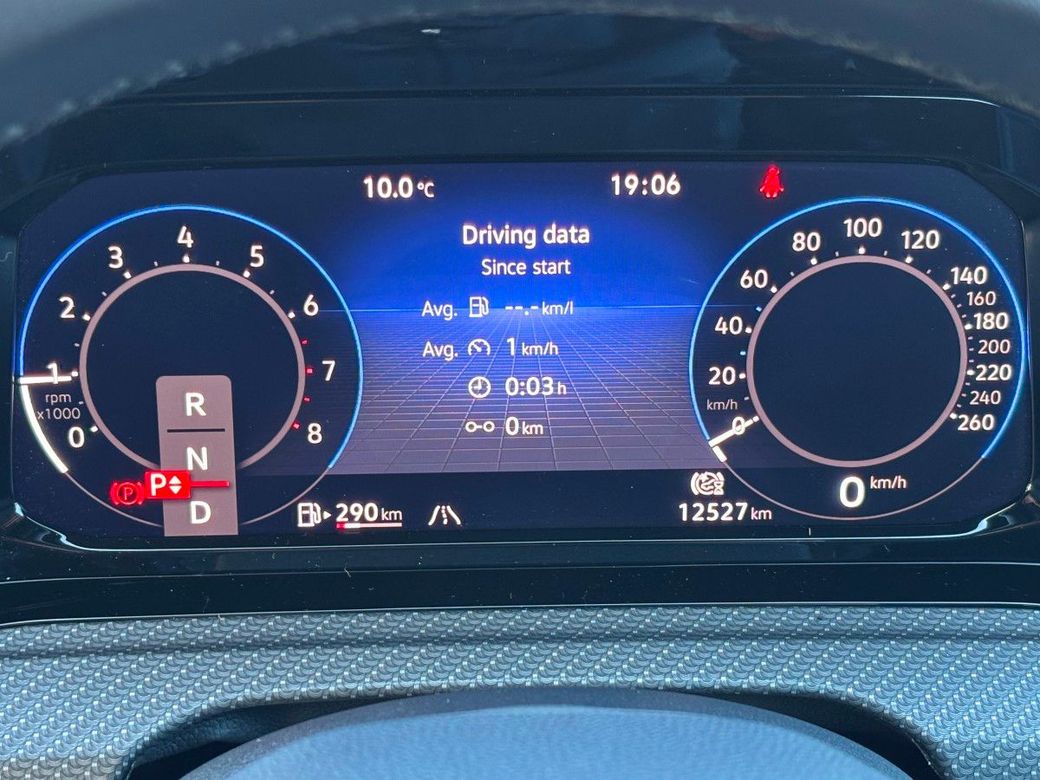 10.0 °C
19:06
Driving data
Since start
Avg. --.- km/l
Avg. 1 km/h
0:03 h
0 km
0
1
2
3
4
5
6
7
8
rpm
x1000
R
N
P
D
P
290 km
0
20
40
60
80
100
120
140
160
180
200
220
240
260
km/h
0 km/h
12527 km